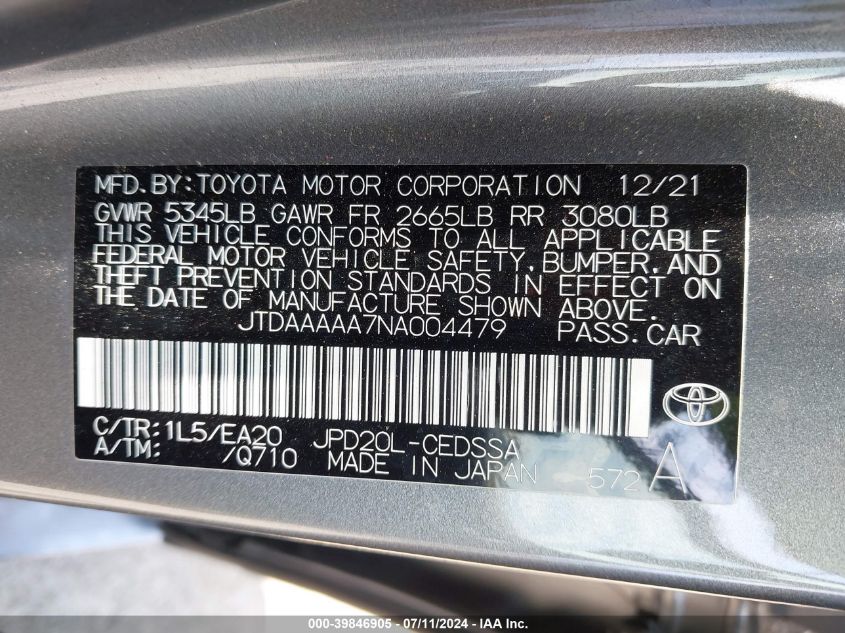 MFD.BY:TOYOTA MOTOR CORPORATION 12/21
GVWR 5345LB GAWR FR 2665LB RR 3080LB
THIS VEHICLE CONFORMS TO ALL APPLICABLE
FEDERAL MOTOR VEHICLE SAFETY,BUMPER,AND
THEFT PREVENTION STANDARDS IN EFFECT ON
THE DATE OF MANUFACTURE SHOWN ABOVE.
JTDAAAAA7NA004479 PASS.CAR
C/TR:1L5/EA20 JPD20L-CEDSSA
A/TM: /Q710 MADE IN JAPAN 572 A
000-39846905 - 07/11/2024 - IEA Inc.